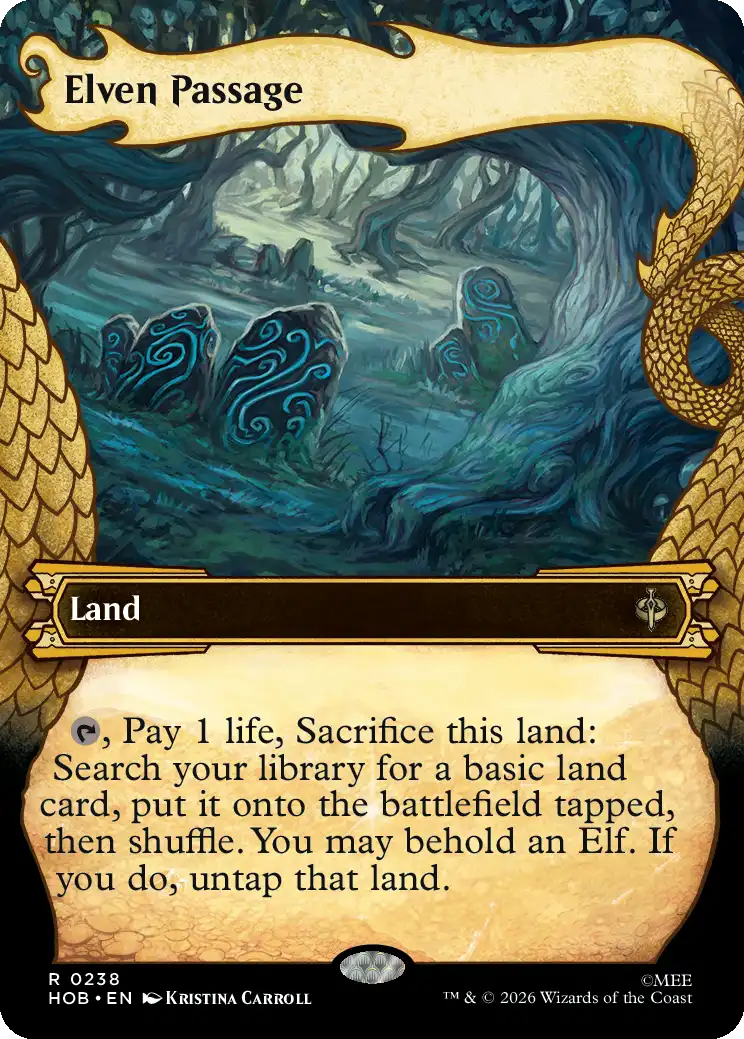 Elven Passage
Land
, Pay 1 life, Sacrifice this land:
Search your library for a basic land
card, put it onto the battlefield tapped,
then shuffle. You may behold an Elf. If
you do, untap that land.
R 0238
©MEE
HOB • EN Kristina Carroll
™ & © 2026 Wizards of the Coast